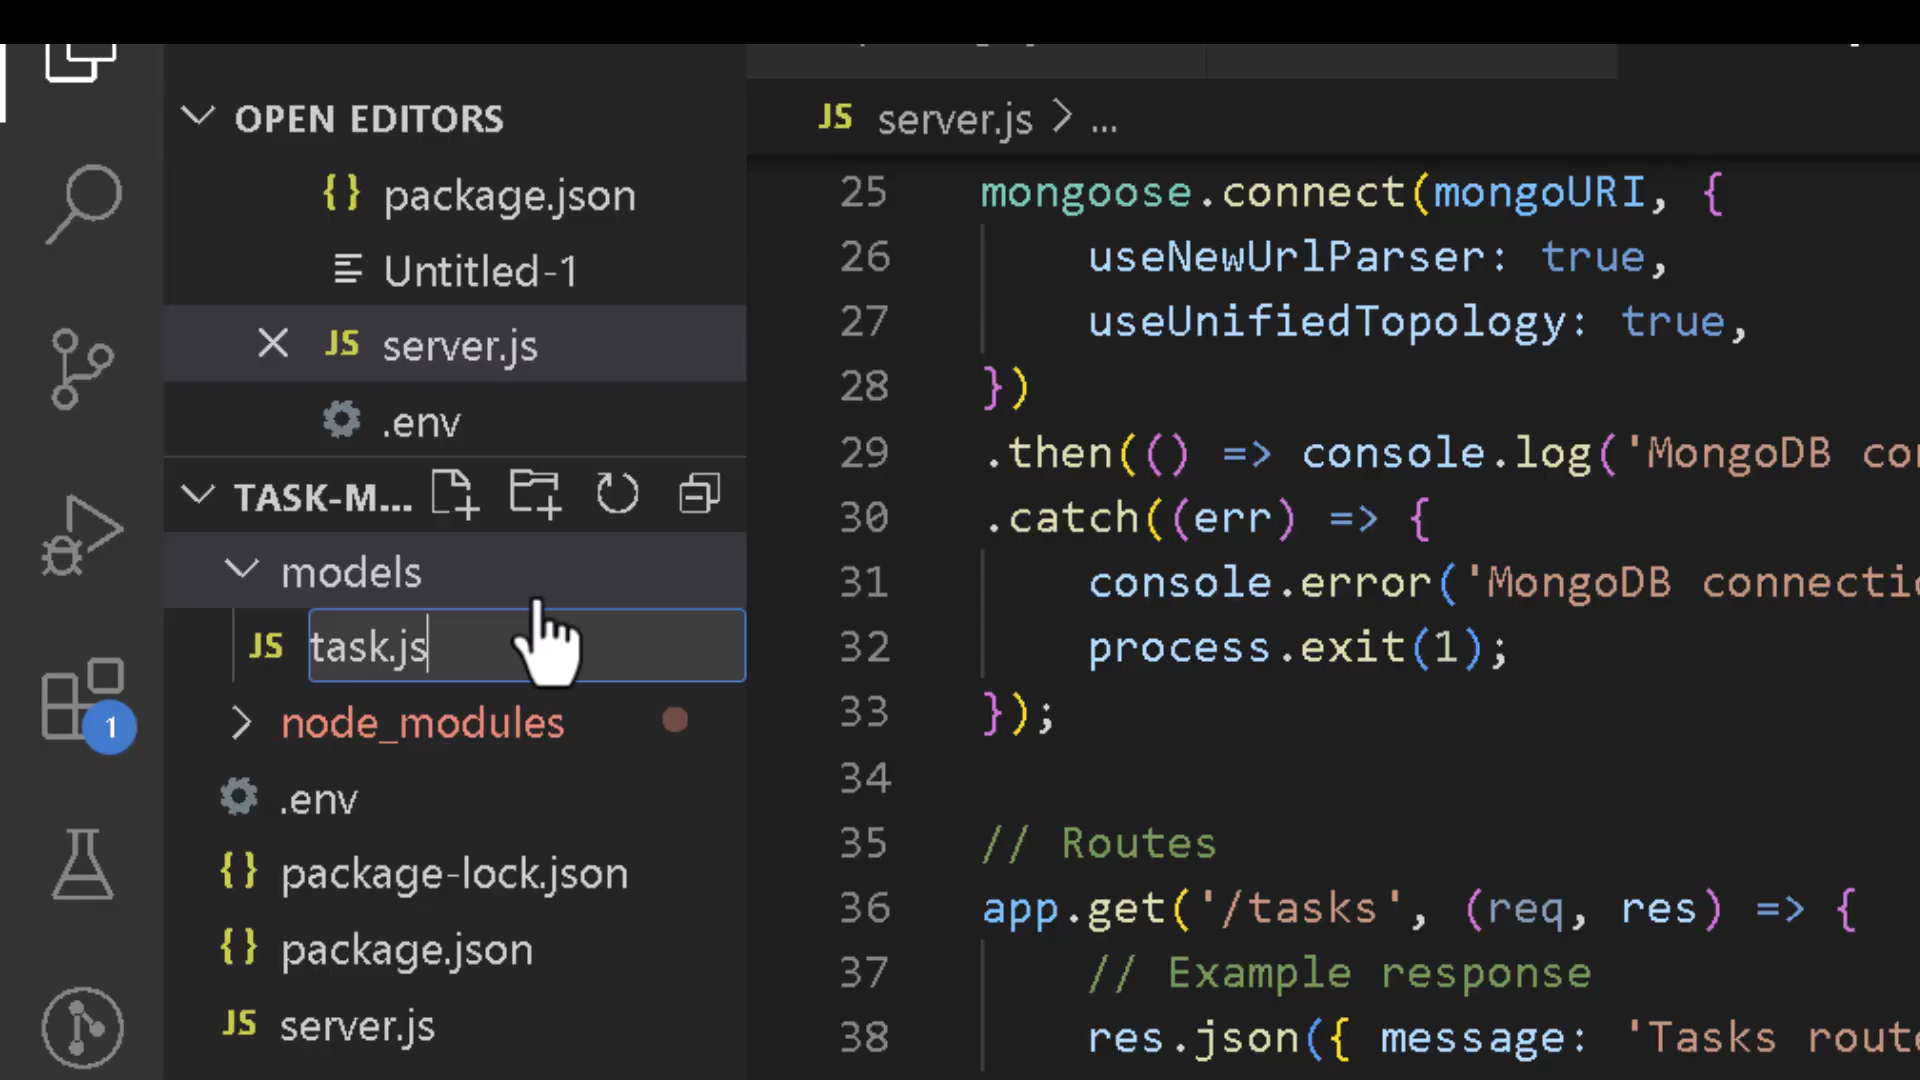 OPEN EDITORS
{} package.json
Untitled-1
JS server.js
.env
TASK-M...
models
JS task.js
node_modules
.env
{} package-lock.json
{} package.json
JS server.js
1
JS server.js > ...
25 mongoose.connect(mongoURI, {
26 useNewUrlParser: true,
27 useUnifiedTopology: true,
28 })
29 .then(() => console.log('MongoDB co
30 .catch((err) => {
31 console.error('MongoDB connectio
32 process.exit(1);
33 });
34
35 // Routes
36 app.get('/tasks', (req, res) => {
37 // Example response
38 res.json({ message: 'Tasks rout